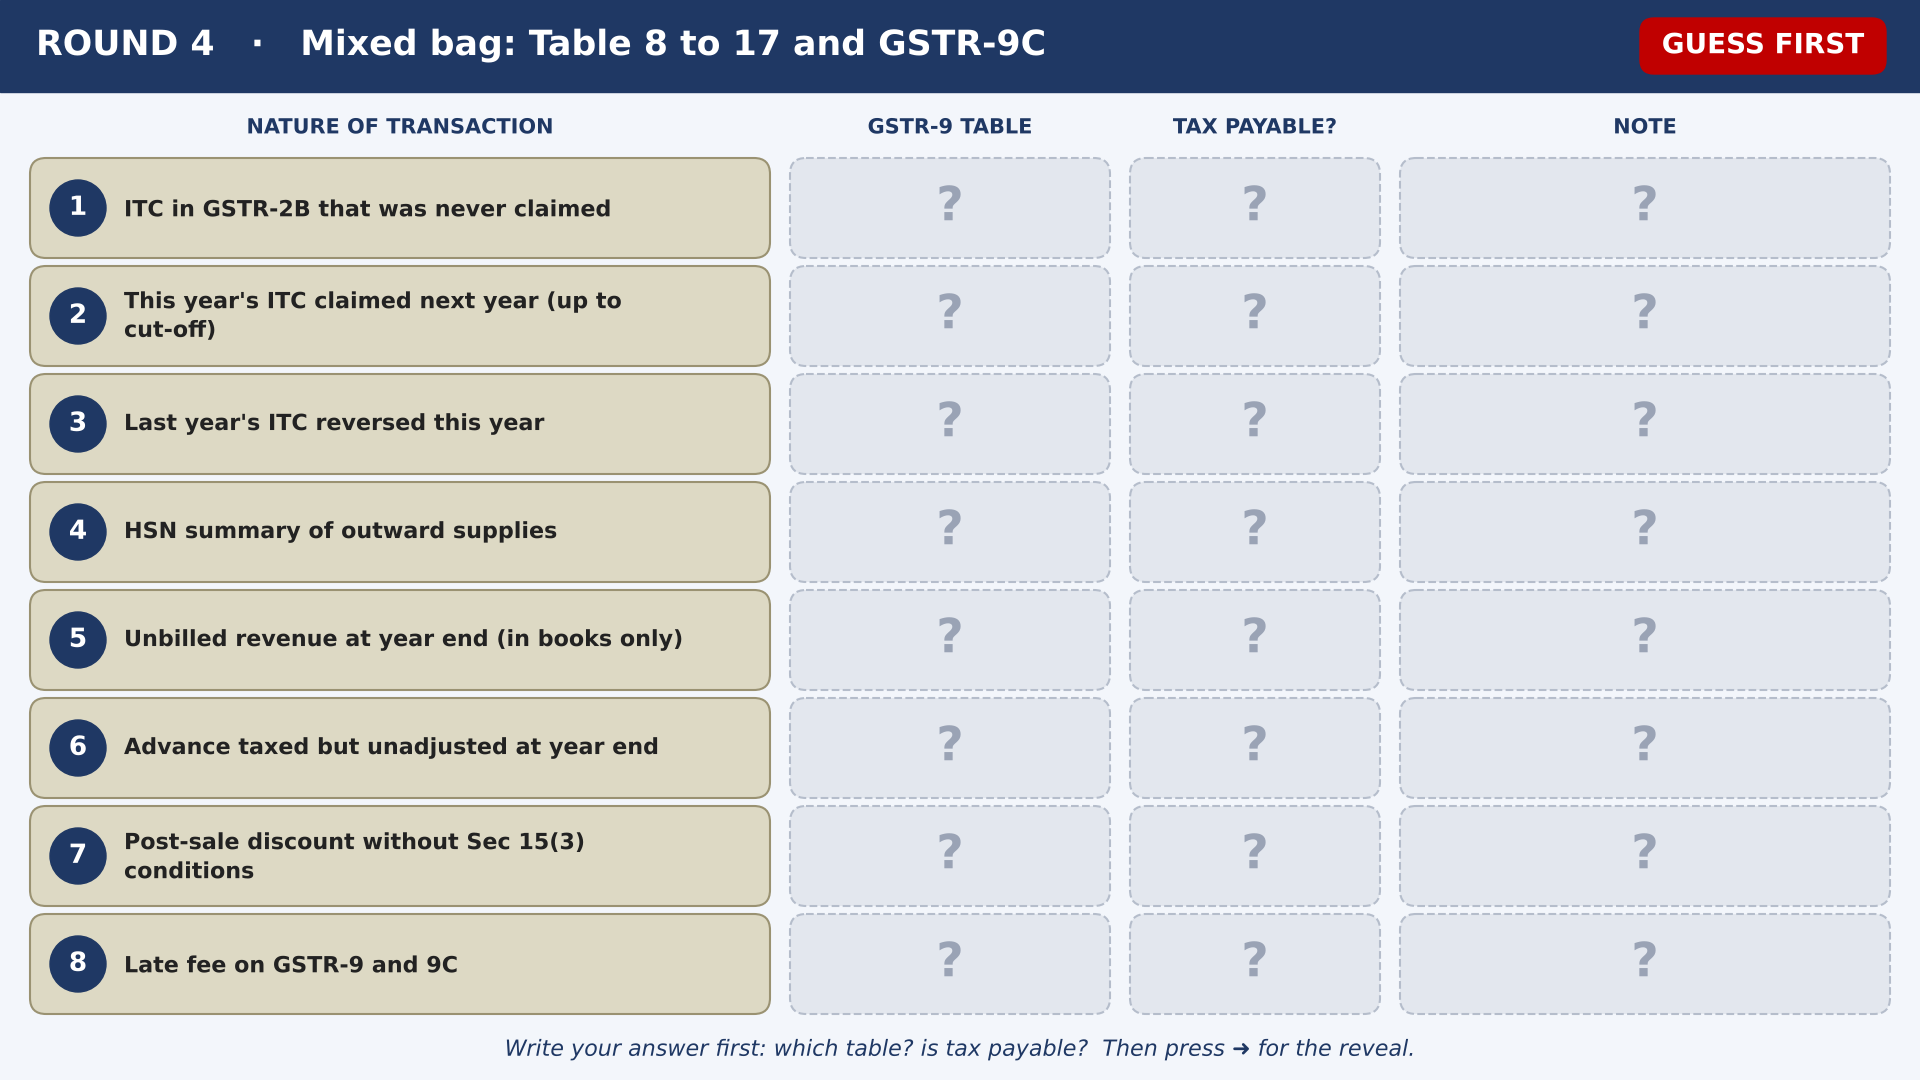 ROUND 4 · Mixed bag: Table 8 to 17 and GSTR-9C
GUESS FIRST
NATURE OF TRANSACTION GSTR-9 TABLE TAX PAYABLE? NOTE
1 ITC in GSTR-2B that was never claimed ? ? ?
2 This year's ITC claimed next year (up to
cut-off) ? ? ?
3 Last year's ITC reversed this year ? ? ?
4 HSN summary of outward supplies ? ? ?
5 Unbilled revenue at year end (in books only) ? ? ?
6 Advance taxed but unadjusted at year end ? ? ?
7 Post-sale discount without Sec 15(3)
conditions ? ? ?
8 Late fee on GSTR-9 and 9C ? ? ?
Write your answer first: which table? is tax payable? Then press ➜ for the reveal.